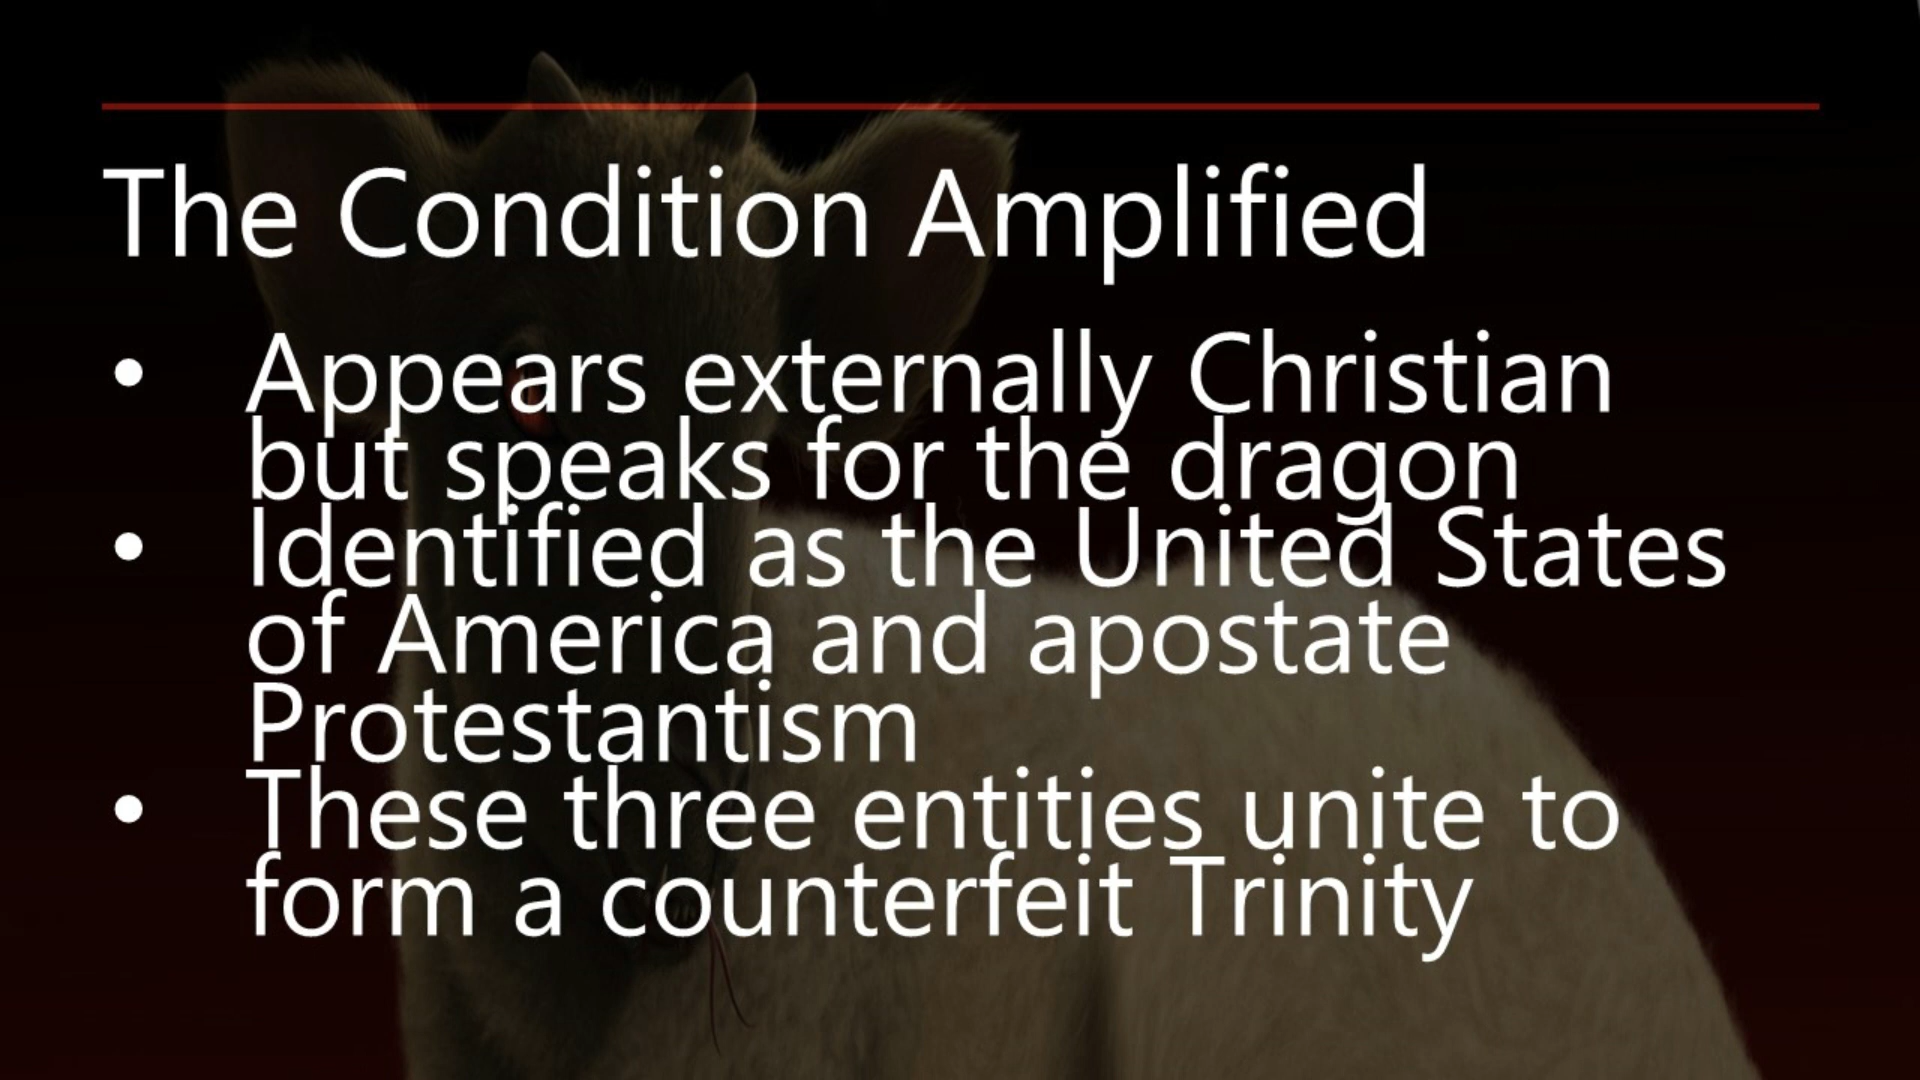 The Condition Amplified
• Appears externally Christian
but speaks for the dragon
• Identified as the United States
of America and apostate
Protestantism
• These three entities unite to
form a counterfeit Trinity